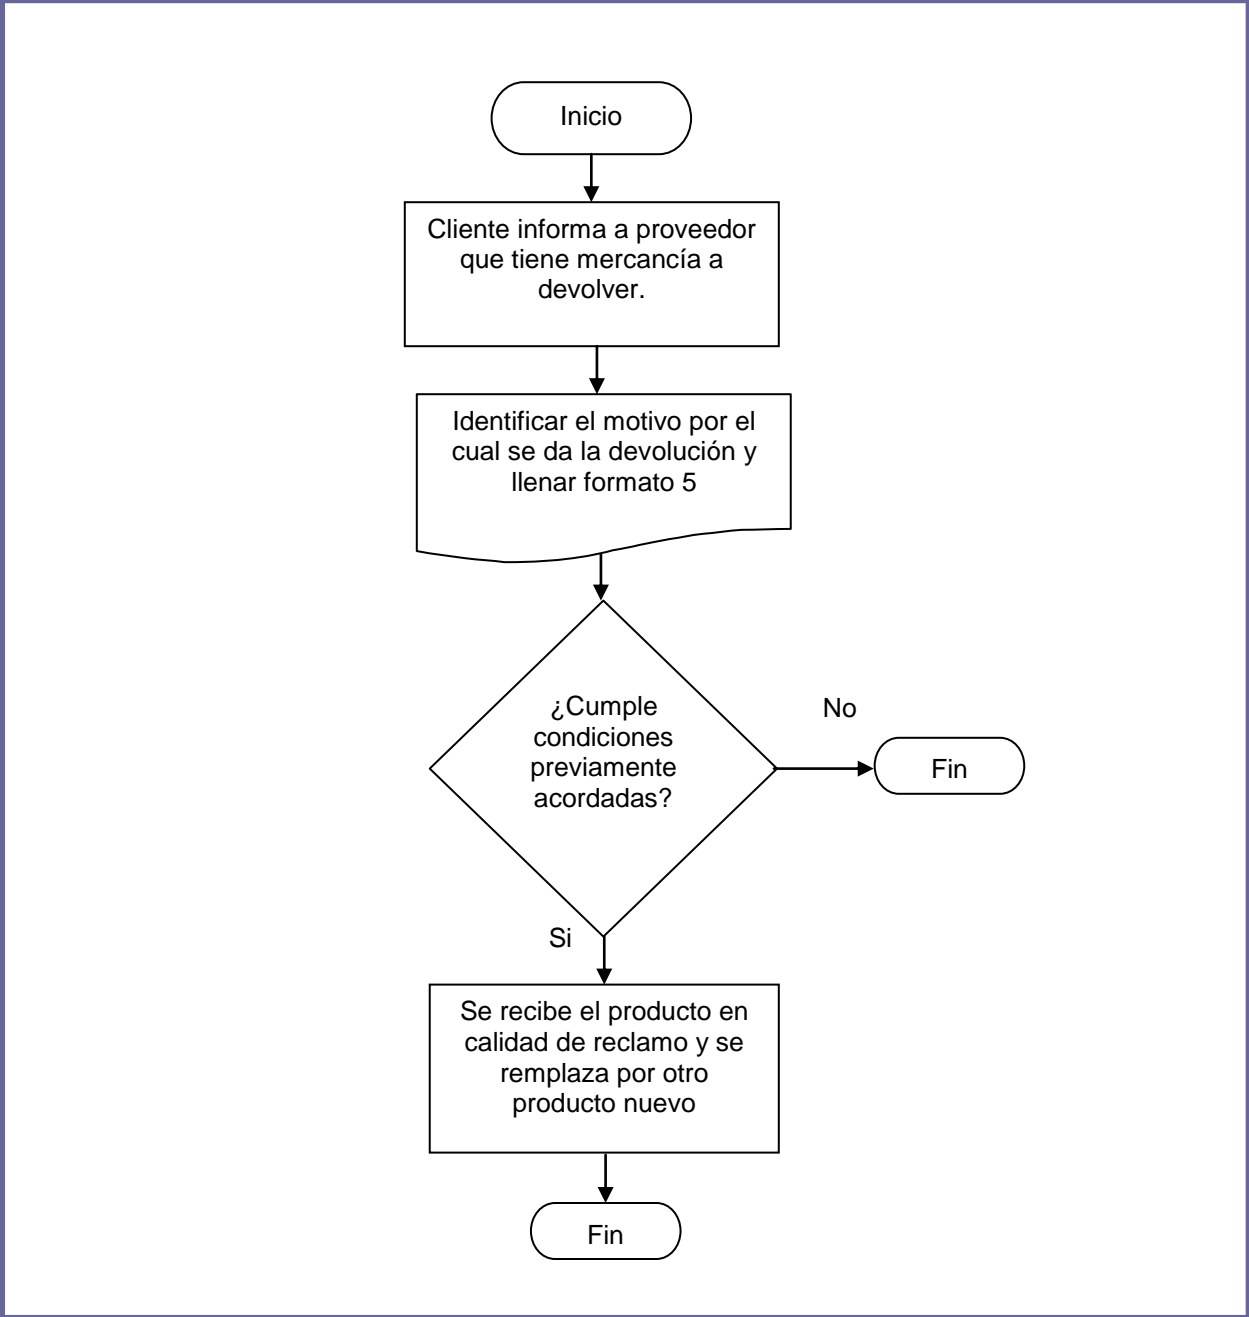 Inicio
Cliente informa a proveedor
que tiene mercancía a
devolver.
Identificar el motivo por el
cual se da la devolución y
llenar formato 5
¿Cumple
condiciones
previamente
acordadas?
No
Fin
Si
Se recibe el producto en
calidad de reclamo y se
remplaza por otro
producto nuevo
Fin